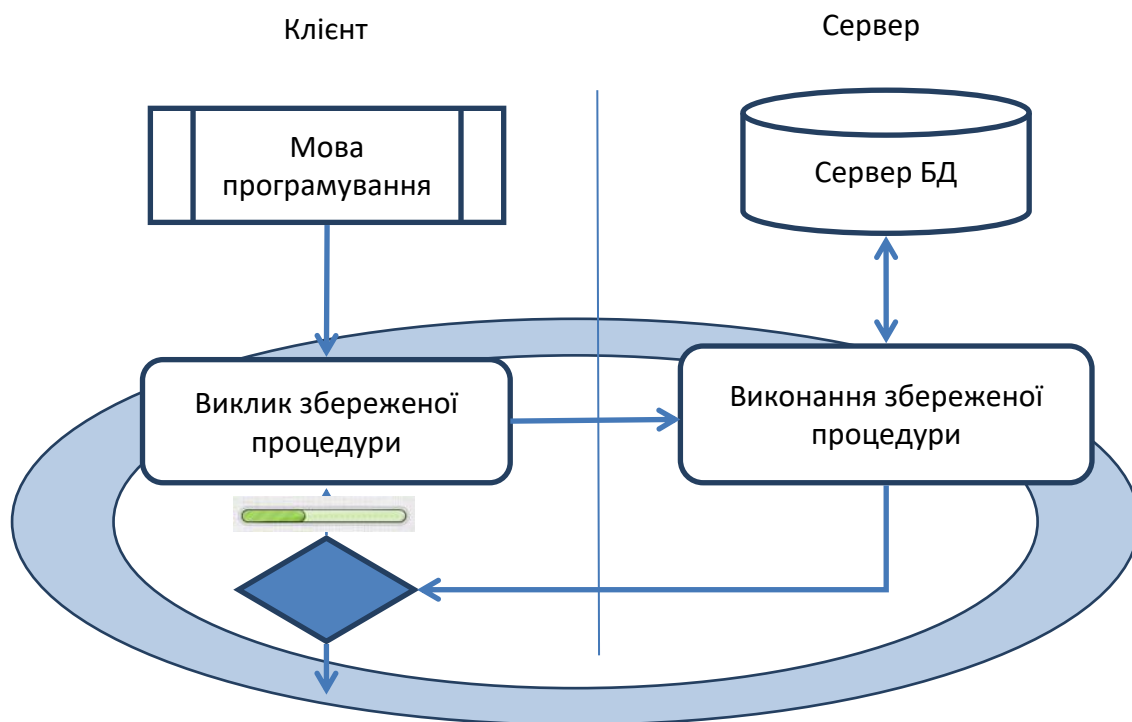 Клієнт
Сервер
Мова
програмування
Сервер БД
Виклик збереженої
процедури
Виконання збереженої
процедури